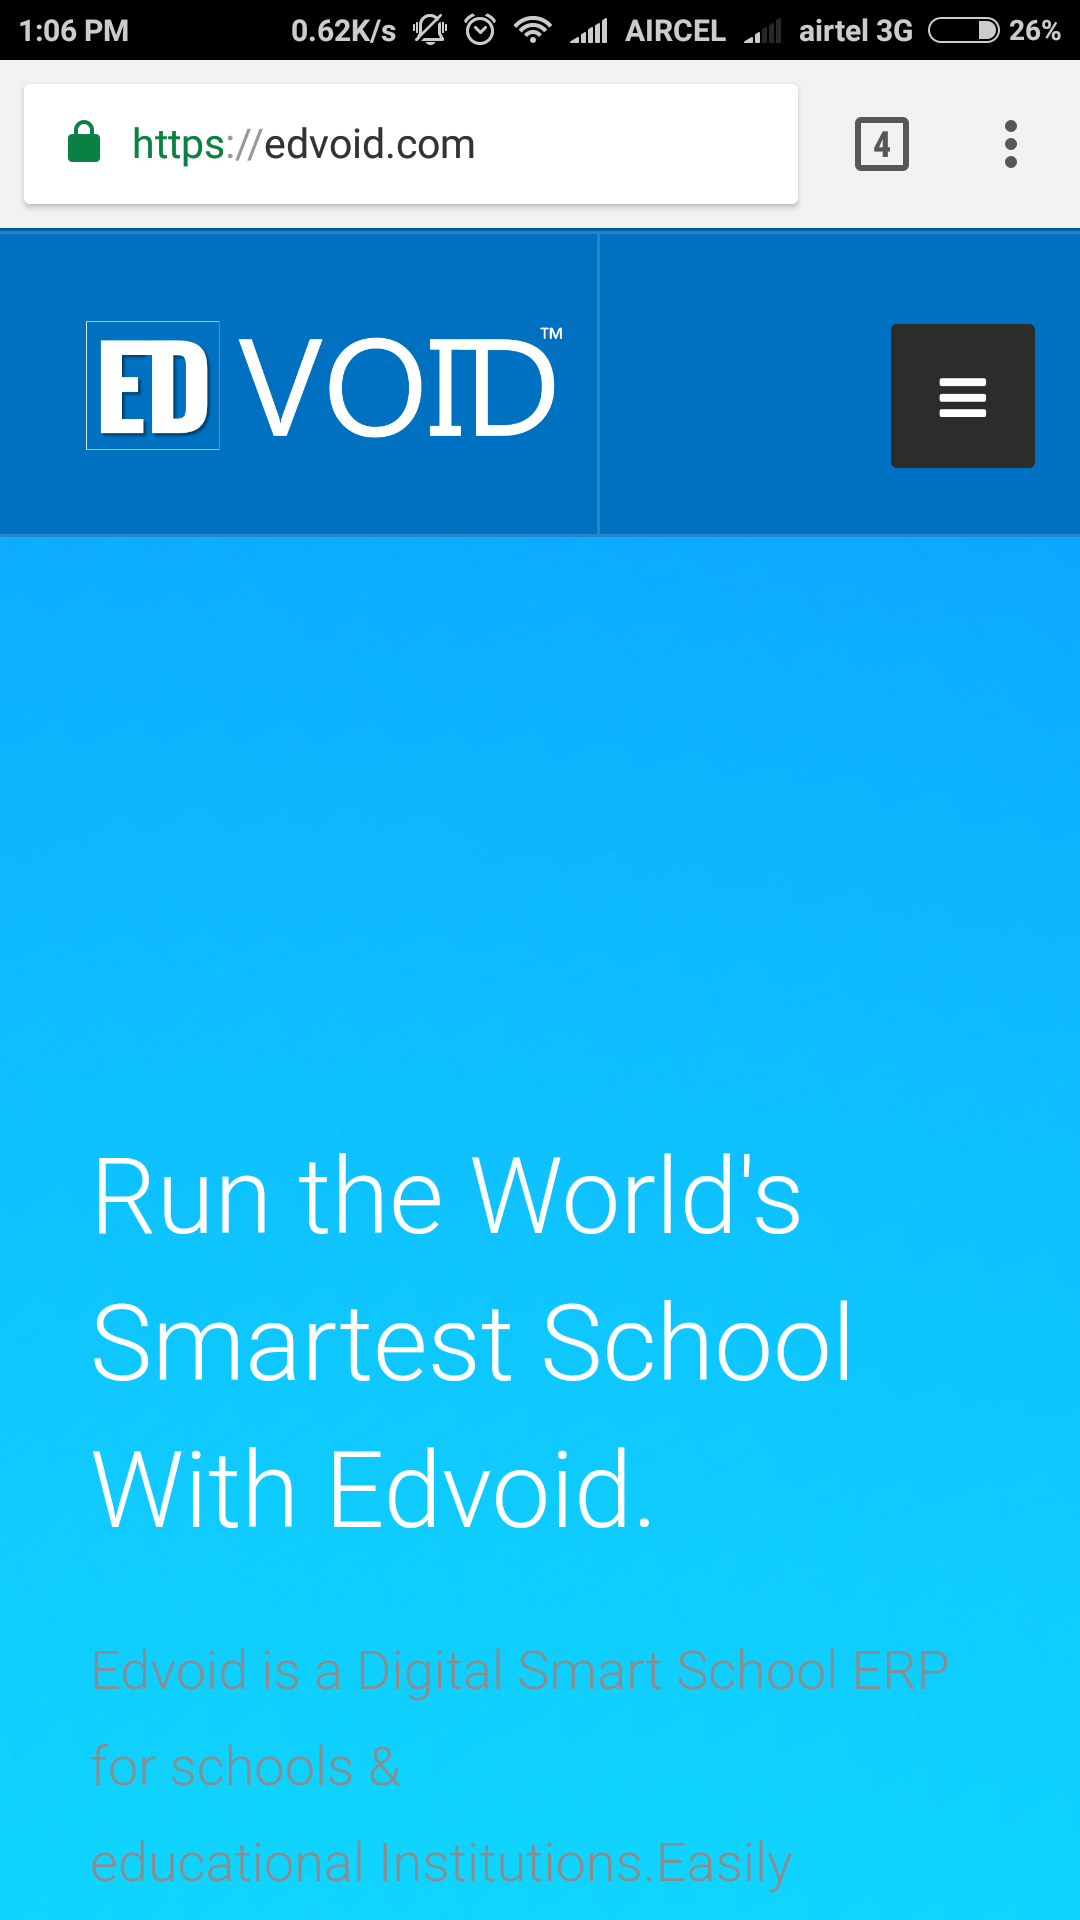 1:06 PM 0.62K/s AIRCEL airtel 3G 26%
https://edvoid.com 4
ED VOID™
Run the World's
Smartest School
With Edvoid.
Edvoid is a Digital Smart School ERP
for schools &
educational Institutions.Easily